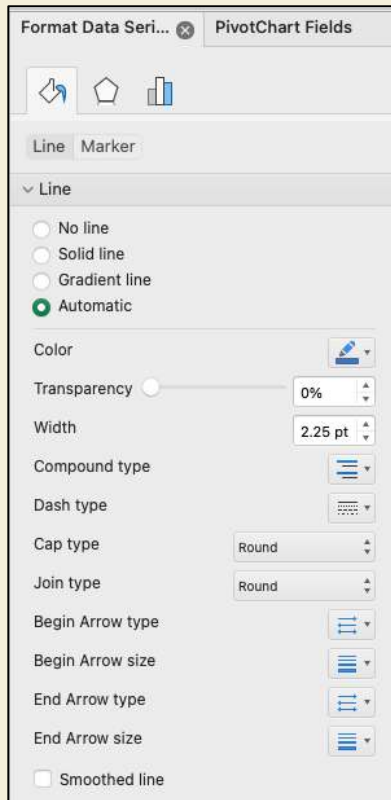 Format Data Seri... PivotChart Fields
Line Marker
Line
No line
Solid line
Gradient line
Automatic
Color
Transparency 0%
Width 2.25 pt
Compound type
Dash type
Cap type Round
Join type Round
Begin Arrow type
Begin Arrow size
End Arrow type
End Arrow size
Smoothed line